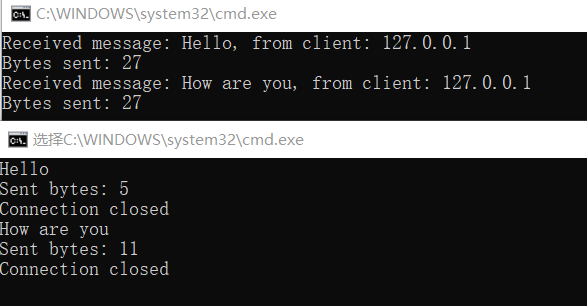 C:\WINDOWS\system32\cmd.exe
Received message: Hello, from client: 127.0.0.1
Bytes sent: 27
Received message: How are you, from client: 127.0.0.1
Bytes sent: 27
选择C:\WINDOWS\system32\cmd.exe
Hello
Sent bytes: 5
Connection closed
How are you
Sent bytes: 11
Connection closed